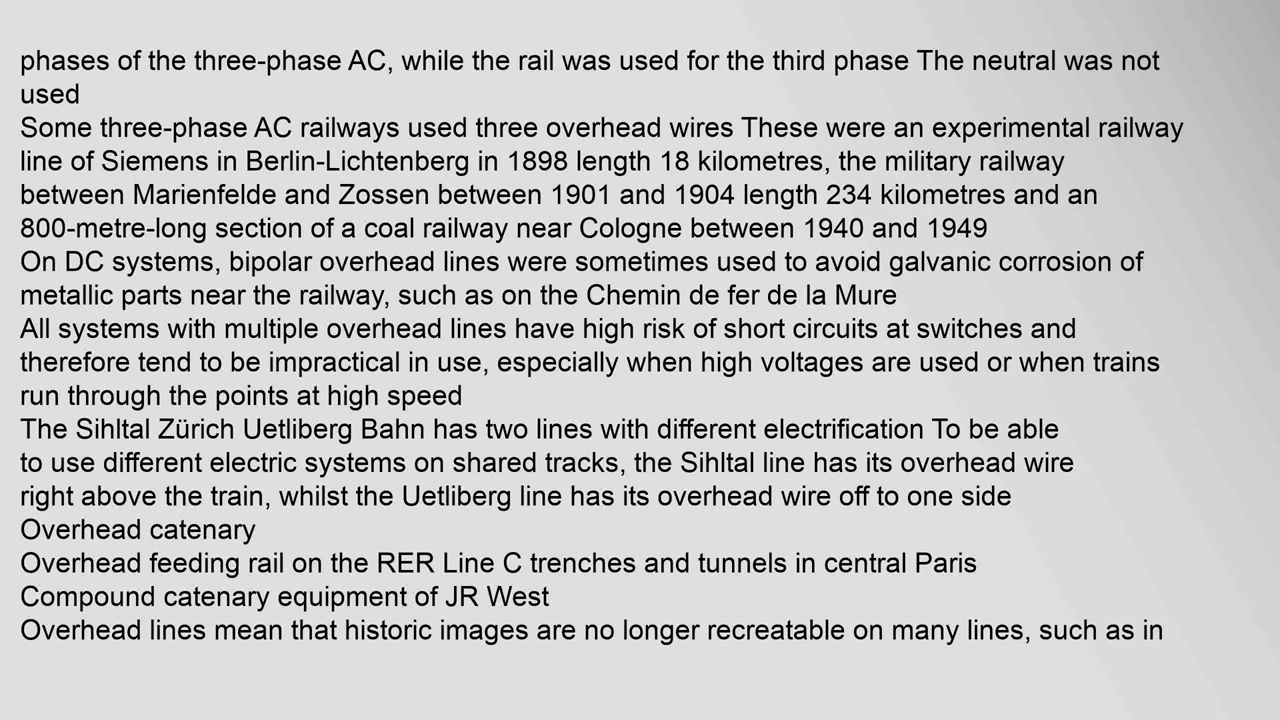 phases of the three-phase AC, while the rail was used for the third phase The neutral was not
used
Some three-phase AC railways used three overhead wires These were an experimental railway
line of Siemens in Berlin-Lichtenberg in 1898 length 18 kilometres, the military railway
between Marienfelde and Zossen between 1901 and 1904 length 234 kilometres and an
800-metre-long section of a coal railway near Cologne between 1940 and 1949
On DC systems, bipolar overhead lines were sometimes used to avoid galvanic corrosion of
metallic parts near the railway, such as on the Chemin de fer de la Mure
All systems with multiple overhead lines have high risk of short circuits at switches and
therefore tend to be impractical in use, especially when high voltages are used or when trains
run through the points at high speed
The Sihltal Zürich Uetliberg Bahn has two lines with different electrification To be able
to use different electric systems on shared tracks, the Sihltal line has its overhead wire
right above the train, whilst the Uetliberg line has its overhead wire off to one side
Overhead catenary
Overhead feeding rail on the RER Line C trenches and tunnels in central Paris
Compound catenary equipment of JR West
Overhead lines mean that historic images are no longer recreatable on many lines, such as in